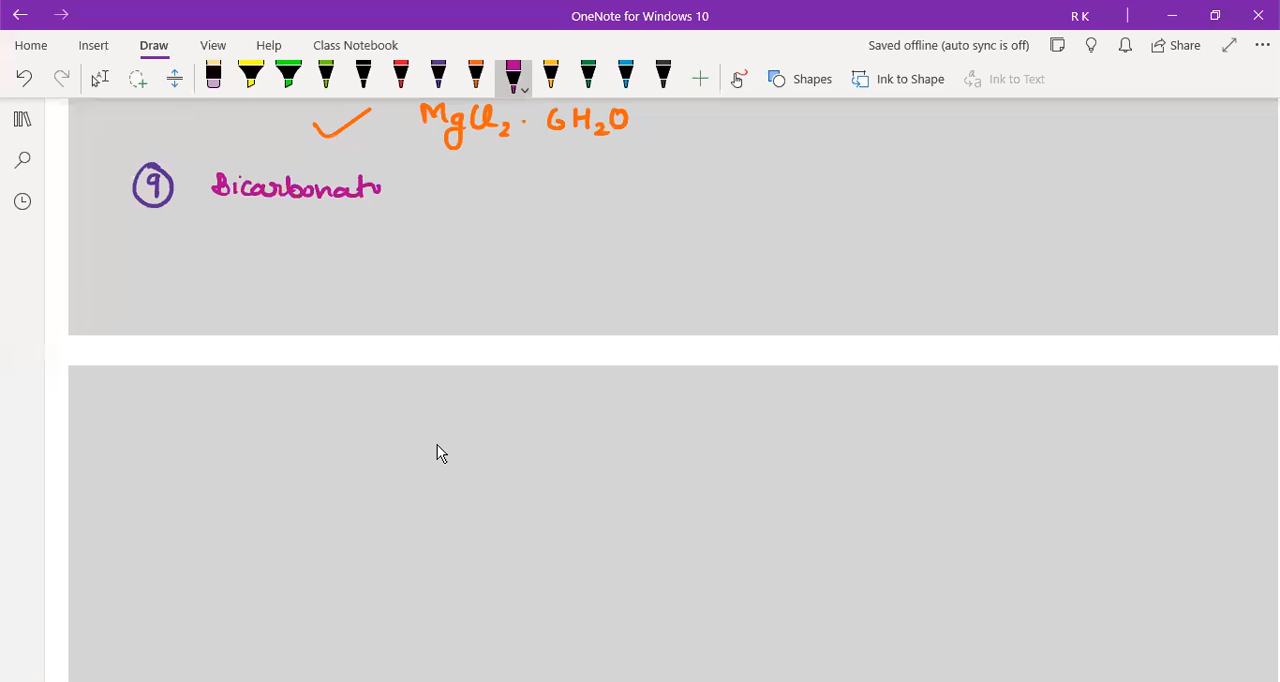 OneNote for Windows 10
R K
Home Insert Draw View Help Class Notebook
Saved offline (auto sync is off) Share
Shapes Ink to Shape Ink to Text
MgCl2 · 6H2O
9 Bicarbonate